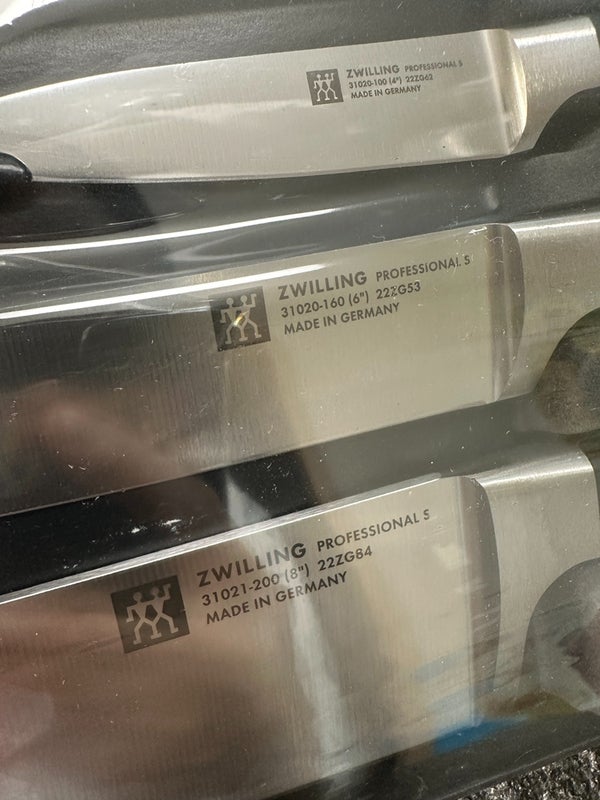 ZWILLING PROFESSIONAL S
31020-100 (4") 22ZG62
MADE IN GERMANY
ZWILLING PROFESSIONAL S
31020-160 (6") 22ZG53
MADE IN GERMANY
ZWILLING PROFESSIONAL S
31021-200 (8") 22ZG84
MADE IN GERMANY